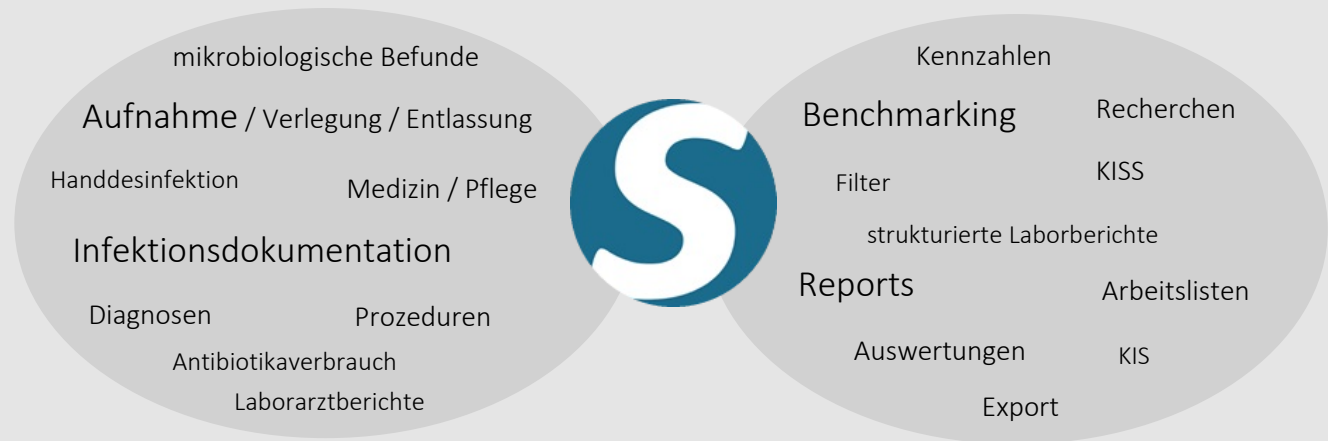 mikrobiologische Befunde
Aufnahme / Verlegung / Entlassung
Handdesinfektion
Medizin / Pflege
Infektionsdokumentation
Diagnosen
Prozeduren
Antibiotikaverbrauch
Laborarztberichte
S
Kennzahlen
Benchmarking
Recherchen
Filter
KISS
strukturierte Laborberichte
Reports
Arbeitslisten
Auswertungen
KIS
Export